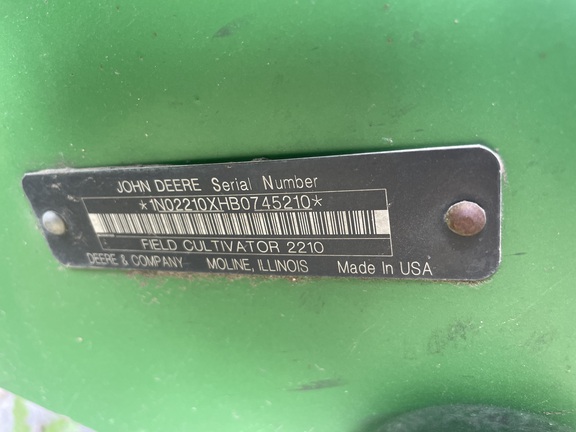 JOHN DEERE Serial Number
*1N02210XHB0745210*
FIELD CULTIVATOR 2210
DEERE & COMPANY MOLINE, ILLINOIS Made In USA